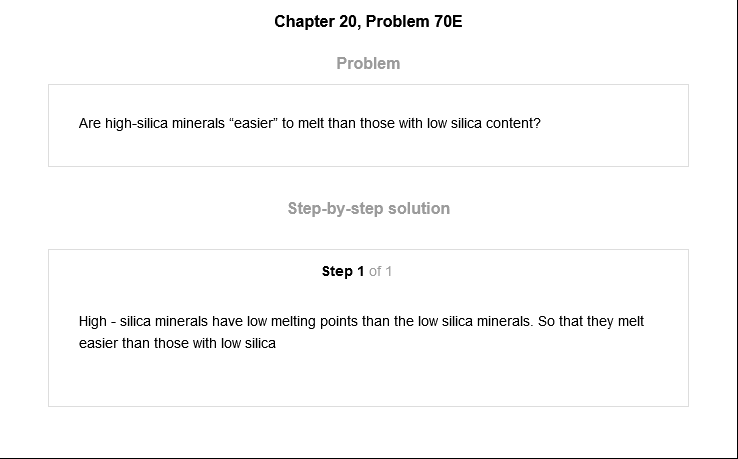 Chapter 20, Problem 70E
Problem
Are high-silica minerals “easier” to melt than those with low silica content?
Step-by-step solution
Step 1 of 1
High - silica minerals have low melting points than the low silica minerals. So that they melt
easier than those with low silica